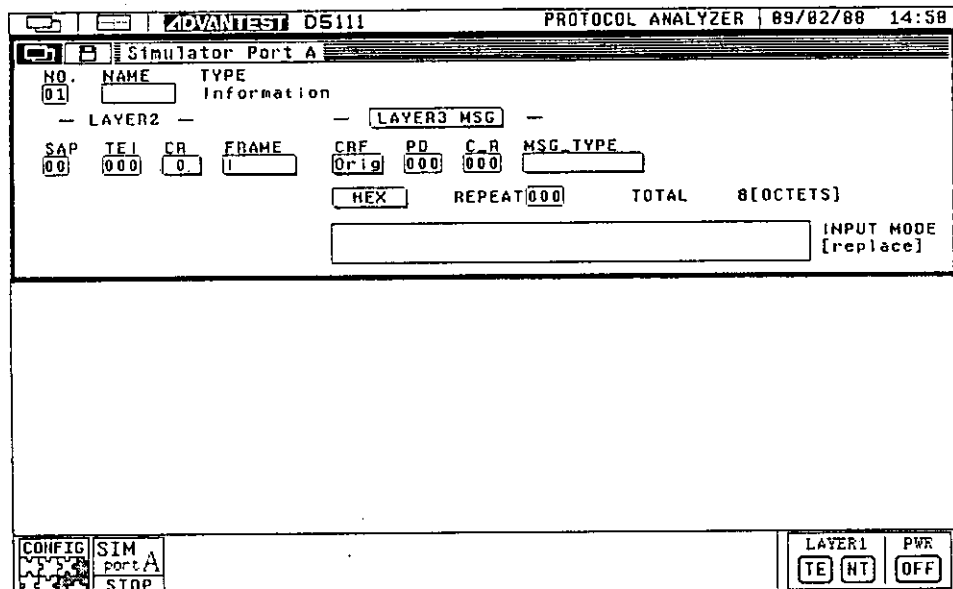 ADVANTEST D5111 PROTOCOL ANALYZER 89/02/08 14:58
Simulator Port A
NO. NAME TYPE
01 Information
— LAYER2 — — LAYER3 MSG —
SAP TEI CR FRAME CRF PD C_R MSG_TYPE
00 000 0 I Orig 000 000
HEX REPEAT 000 TOTAL 8[OCTETS]
INPUT MODE
[replace]
CONFIG SIM port A STOP
LAYER1 PWR
TE NT OFF